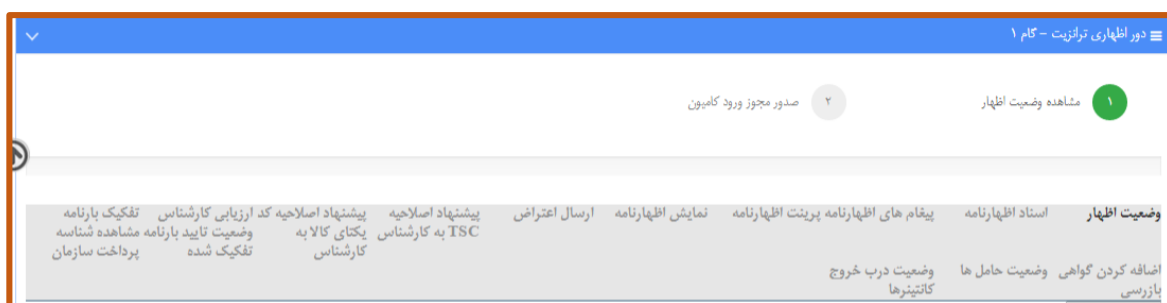 دور اظهاری ترانزیت - گام ۱
۱ مشاهده وضعیت اظهار
۲ صدور مجوز ورود کامیون
وضعیت اظهار اسناد اظهارنامه پیغام های اظهارنامه پرینت اظهارنامه نمایش اظهارنامه ارسال اعتراض پیشنهاد اصلاحیه پیشنهاد اصلاحیه کد ارزیابی کارشناس تفکیک بارنامه
TSC به کارشناس یکتای کالا به وضعیت تایید بارنامه مشاهده شناسه
کارشناس تفکیک شده پرداخت سازمان
اضافه کردن گواهی وضعیت حامل ها وضعیت درب خروج
بازرسی کانتینرها